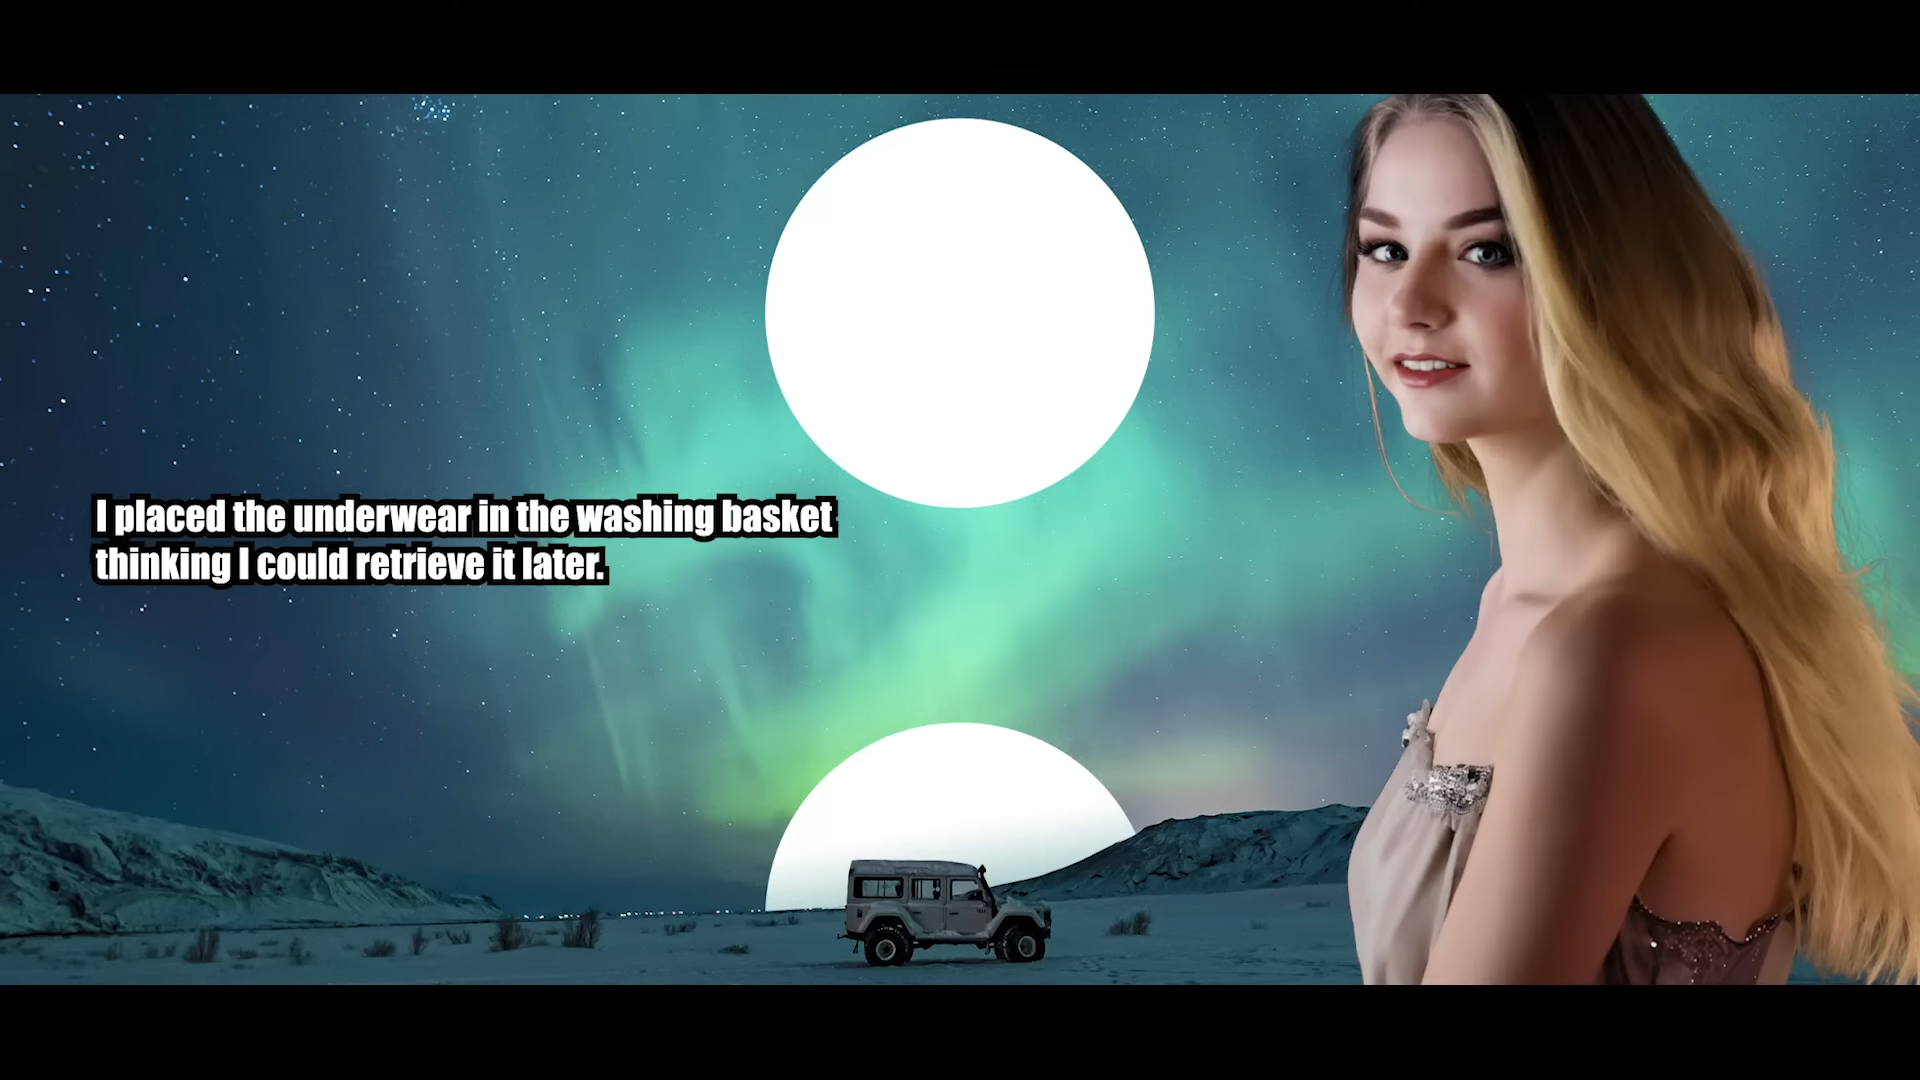 I placed the underwear in the washing basket
thinking I could retrieve it later.